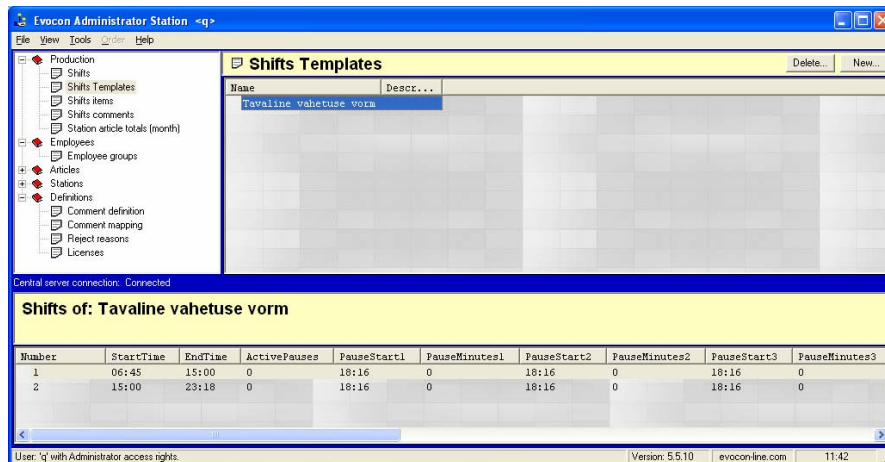 Evocon Administrator Station <q>
File View Tools Order Help
Production
Shifts
Shifts Templates
Shifts items
Shifts comments
Station article totals (month)
Employees
Employee groups
Articles
Stations
Definitions
Comment definition
Comment mapping
Reject reasons
Licenses
Shifts Templates
Delete... New...
Name Descr...
Tavaline vahetuse vorm
Central server connection: Connected
Shifts of: Tavaline vahetuse vorm
Number StartTime EndTime ActivePauses PauseStart1 PauseMinutes1 PauseStart2 PauseMinutes2 PauseStart3 PauseMinutes3
1 06:45 15:00 0 18:16 0 18:16 0 18:16 0
2 15:00 23:18 0 18:16 0 18:16 0 18:16 0
User: 'q' with Administrator access rights. Version: 5.5.10 evocon-line.com 11:42